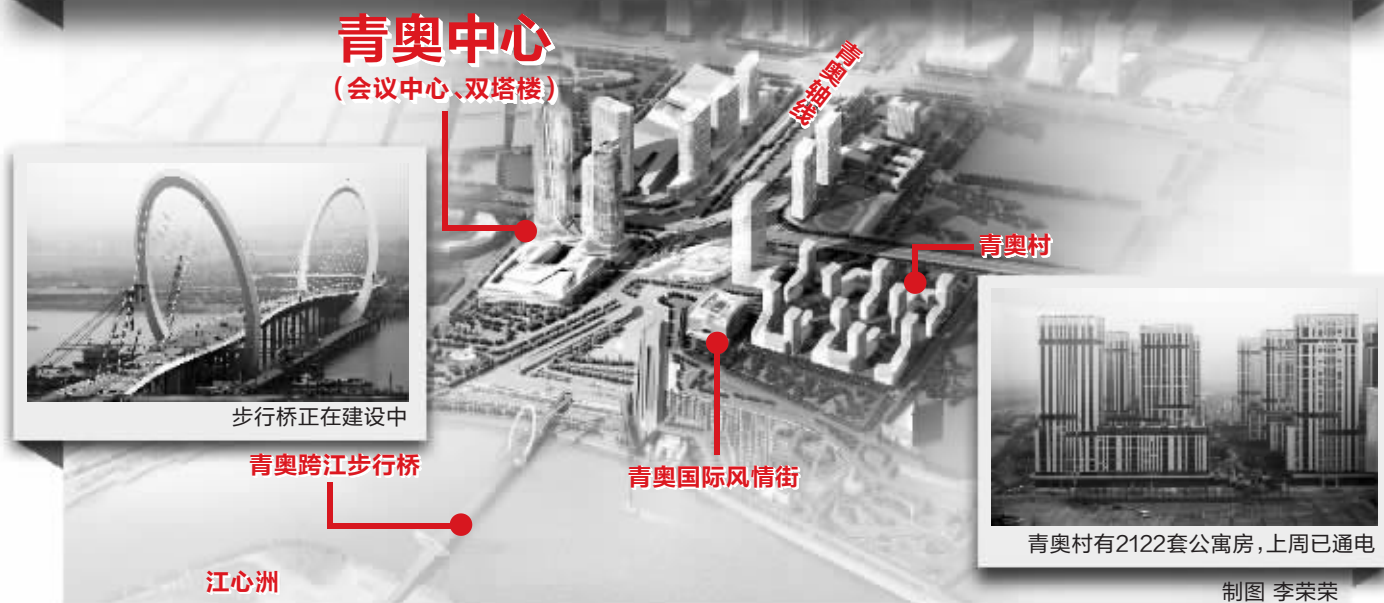 青奥中心
（会议中心、双塔楼）
青奥轴线
青奥村
步行桥正在建设中
青奥跨江步行桥
青奥国际风情街
青奥村有2122套公寓房，上周已通电
江心洲
制图 李荣荣